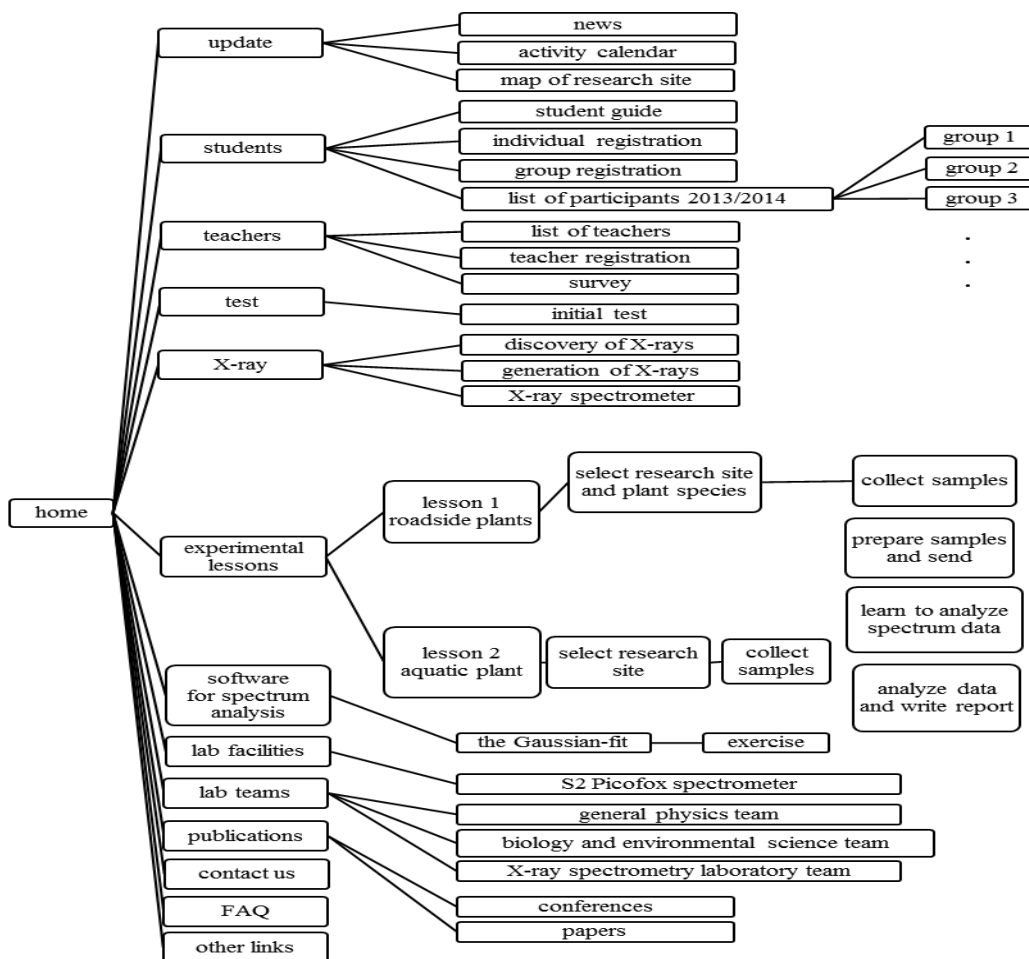 home
update
news
activity calendar
map of research site
students
student guide
individual registration
group registration
list of participants 2013/2014
group 1
group 2
group 3
.
.
.
teachers
list of teachers
teacher registration
survey
test
initial test
X-ray
discovery of X-rays
generation of X-rays
X-ray spectrometer
experimental
lessons
lesson 1
roadside plants
select research site
and plant species
collect samples
prepare samples
and send
learn to analyze
spectrum data
analyze data
and write report
lesson 2
aquatic plant
select research
site
collect
samples
software
for spectrum
analysis
the Gaussian-fit
exercise
lab facilities
S2 Picofox spectrometer
lab teams
general physics team
biology and environmental science team
X-ray spectrometry laboratory team
publications
conferences
papers
contact us
FAQ
other links